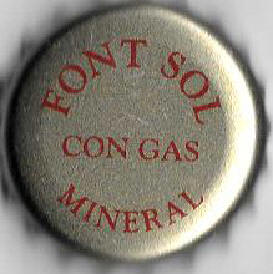 FONT SOL
CON GAS
MINERAL